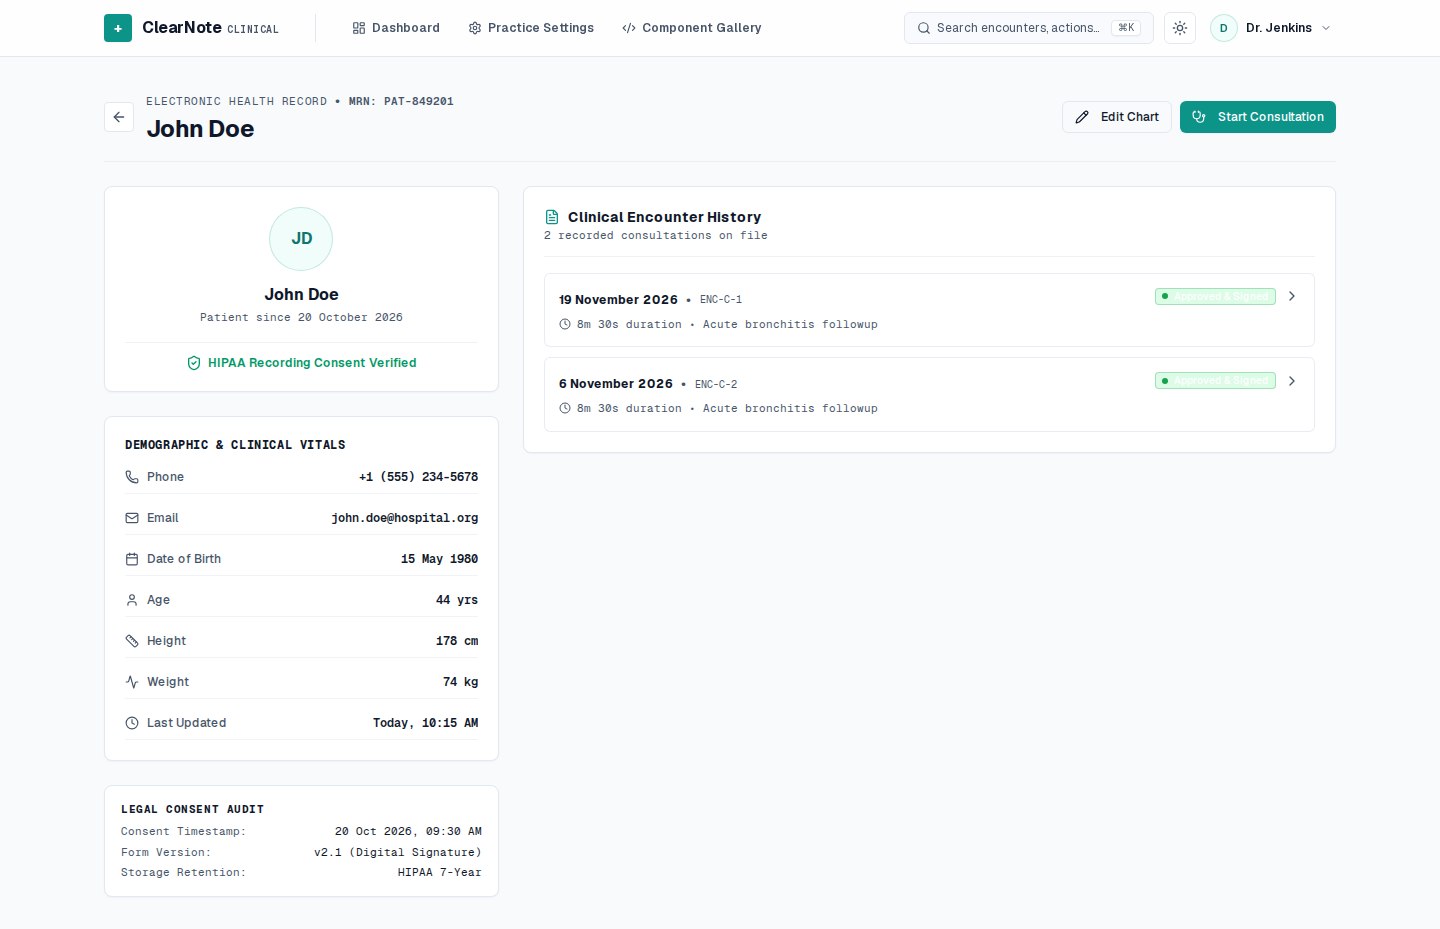 + ClearNote CLINICAL
Dashboard
Practice Settings
Component Gallery
Search encounters, actions... ⌘K
D Dr. Jenkins
ELECTRONIC HEALTH RECORD • MRN: PAT-849201
John Doe
Edit Chart
Start Consultation
JD
John Doe
Patient since 20 October 2026
HIPAA Recording Consent Verified
DEMOGRAPHIC & CLINICAL VITALS
Phone +1 (555) 234-5678
Email john.doe@hospital.org
Date of Birth 15 May 1980
Age 44 yrs
Height 178 cm
Weight 74 kg
Last Updated Today, 10:15 AM
LEGAL CONSENT AUDIT
Consent Timestamp: 20 Oct 2026, 09:30 AM
Form Version: v2.1 (Digital Signature)
Storage Retention: HIPAA 7-Year
Clinical Encounter History
2 recorded consultations on file
19 November 2026 • ENC-C-1 Approved & Signed
8m 30s duration • Acute bronchitis followup
6 November 2026 • ENC-C-2 Approved & Signed
8m 30s duration • Acute bronchitis followup